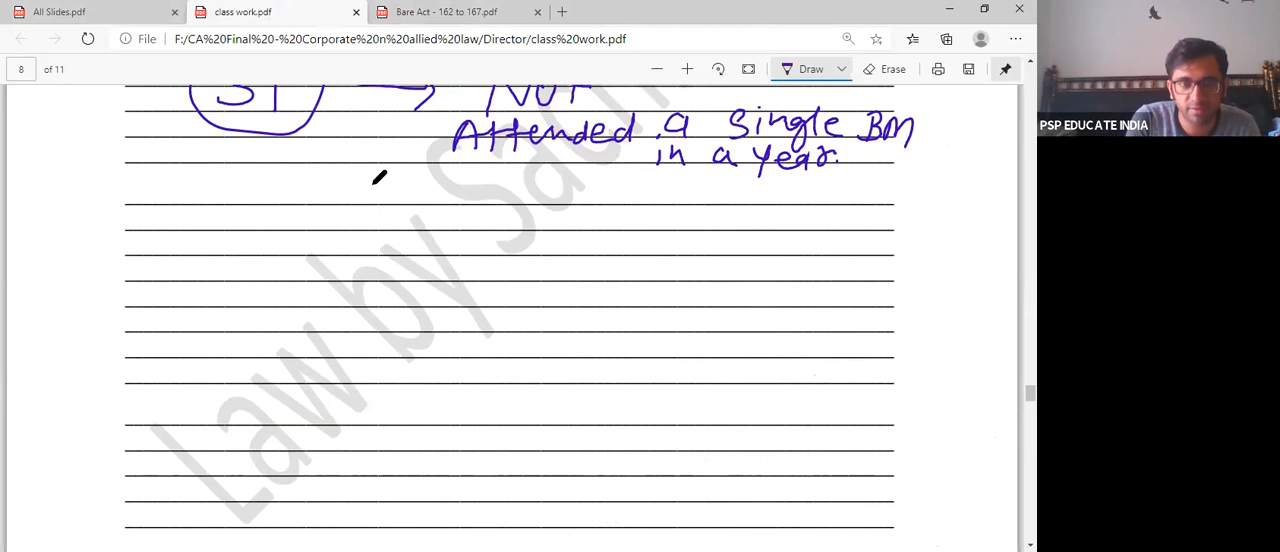 All Slides.pdf
class work.pdf
Bare Act - 162 to 167.pdf
File
F:/CA%20Final%20-%20Corporate%20n%20allied%20law/Director/class%20work.pdf
8 of 11
Draw
Erase
Not
Attended a single BM
in a year.
Law by Sach
PSP EDUCATE INDIA